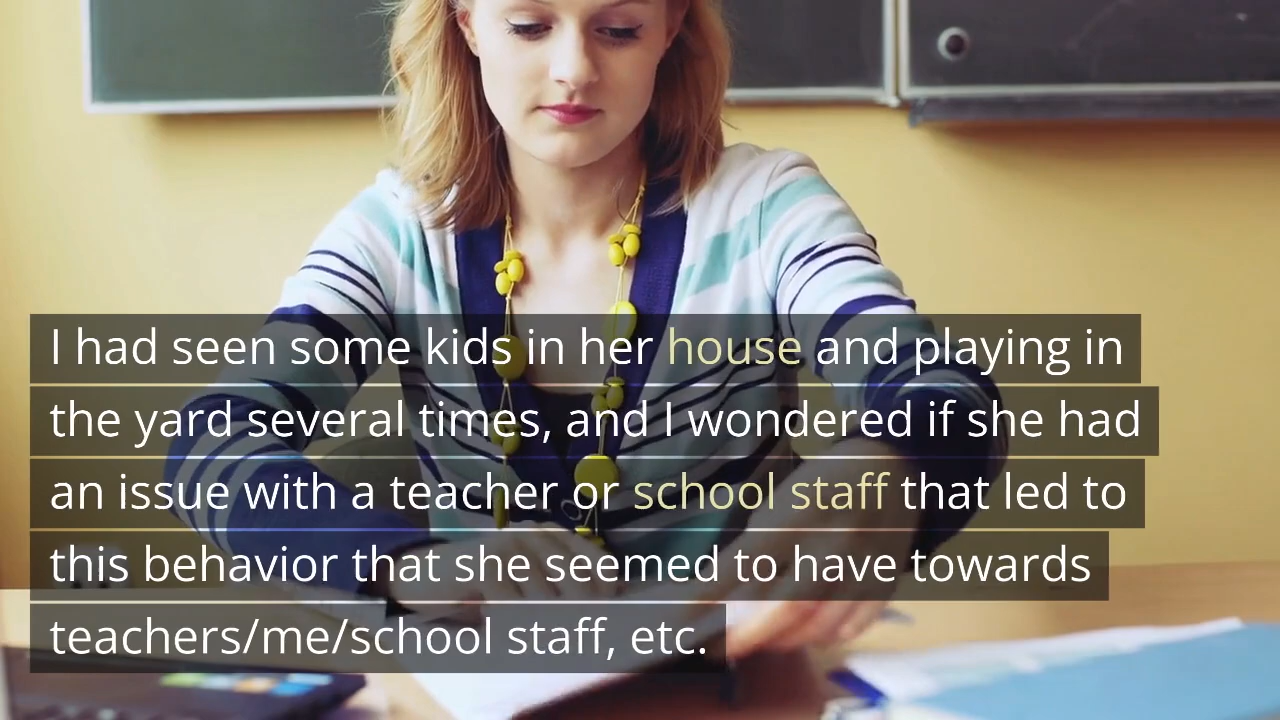 I had seen some kids in her house and playing in
the yard several times, and I wondered if she had
an issue with a teacher or school staff that led to
this behavior that she seemed to have towards
teachers/me/school staff, etc.